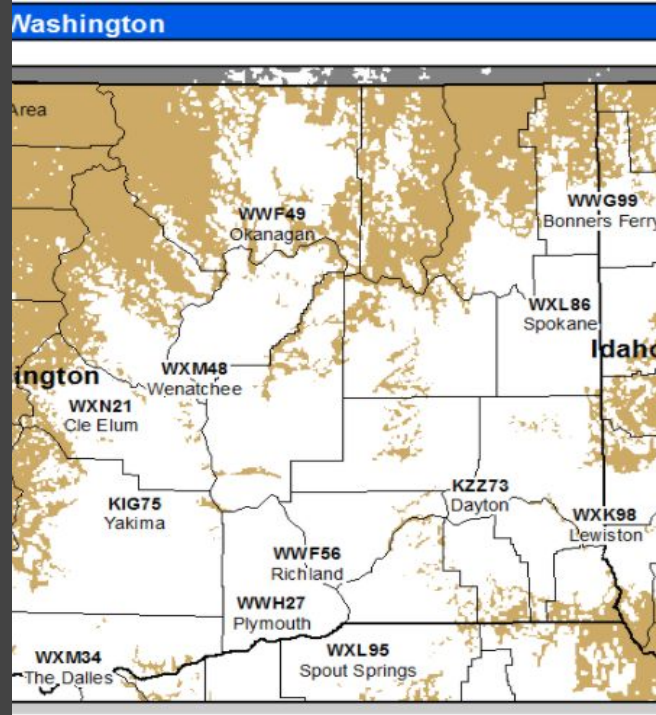 Washington
Area
WWF49
Okanagan
WWG99
Bonners Ferry
WXL86
Spokane
Idaho
ington
WXM48
Wenatchee
WXN21
Cle Elum
KIG75
Yakima
KZZ73
Dayton
WXK98
Lewiston
WWF56
Richland
WWH27
Plymouth
WXM34
The Dalles
WXL95
Spout Springs